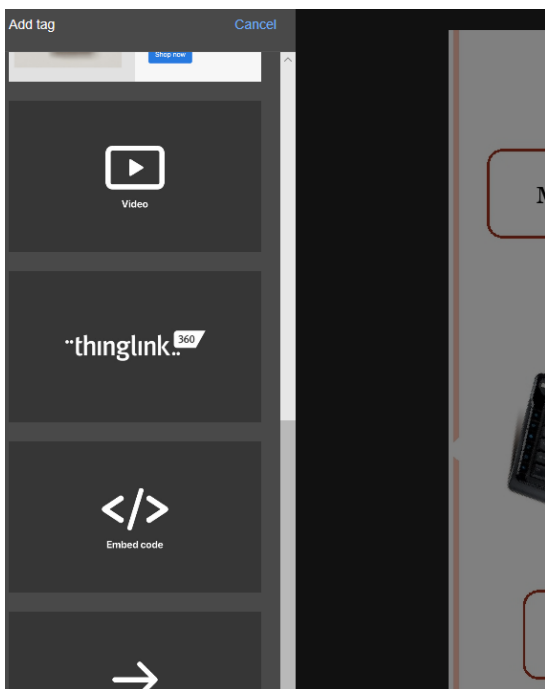 Add tag
Cancel
Shop now
Video
thinglink..
360
</>
Embed code
M